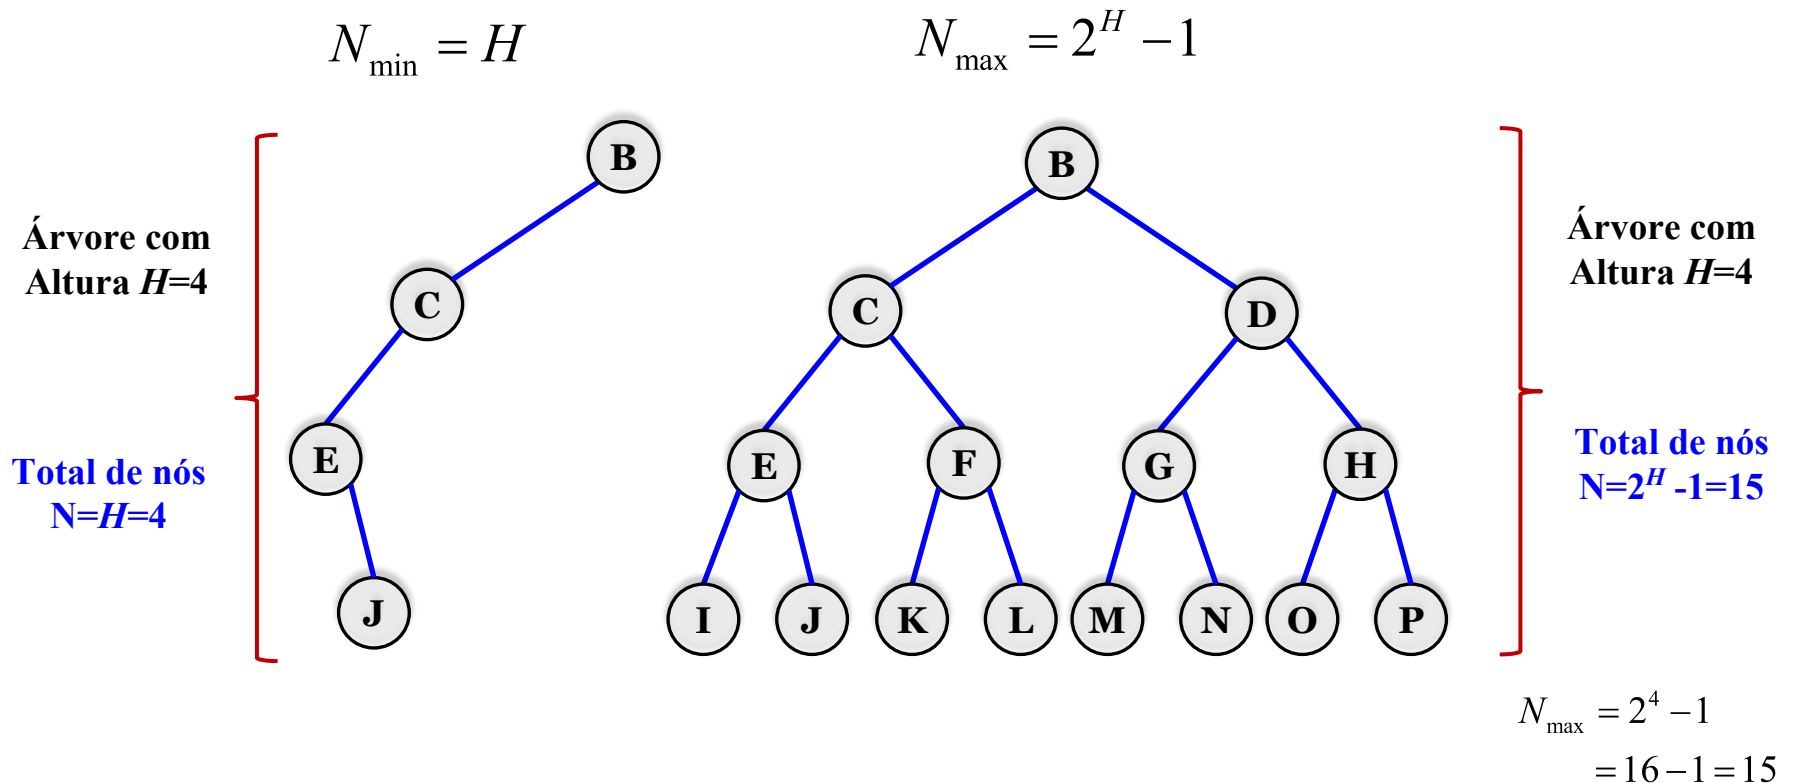 N_min = H
N_max = 2^H − 1
Árvore com
Altura H=4
Total de nós
N=H=4
B
C
E
J
B
C
D
E
F
G
H
I
J
K
L
M
N
O
P
Árvore com
Altura H=4
Total de nós
N=2^H -1=15
N_max = 2^4 − 1
= 16 − 1 = 15